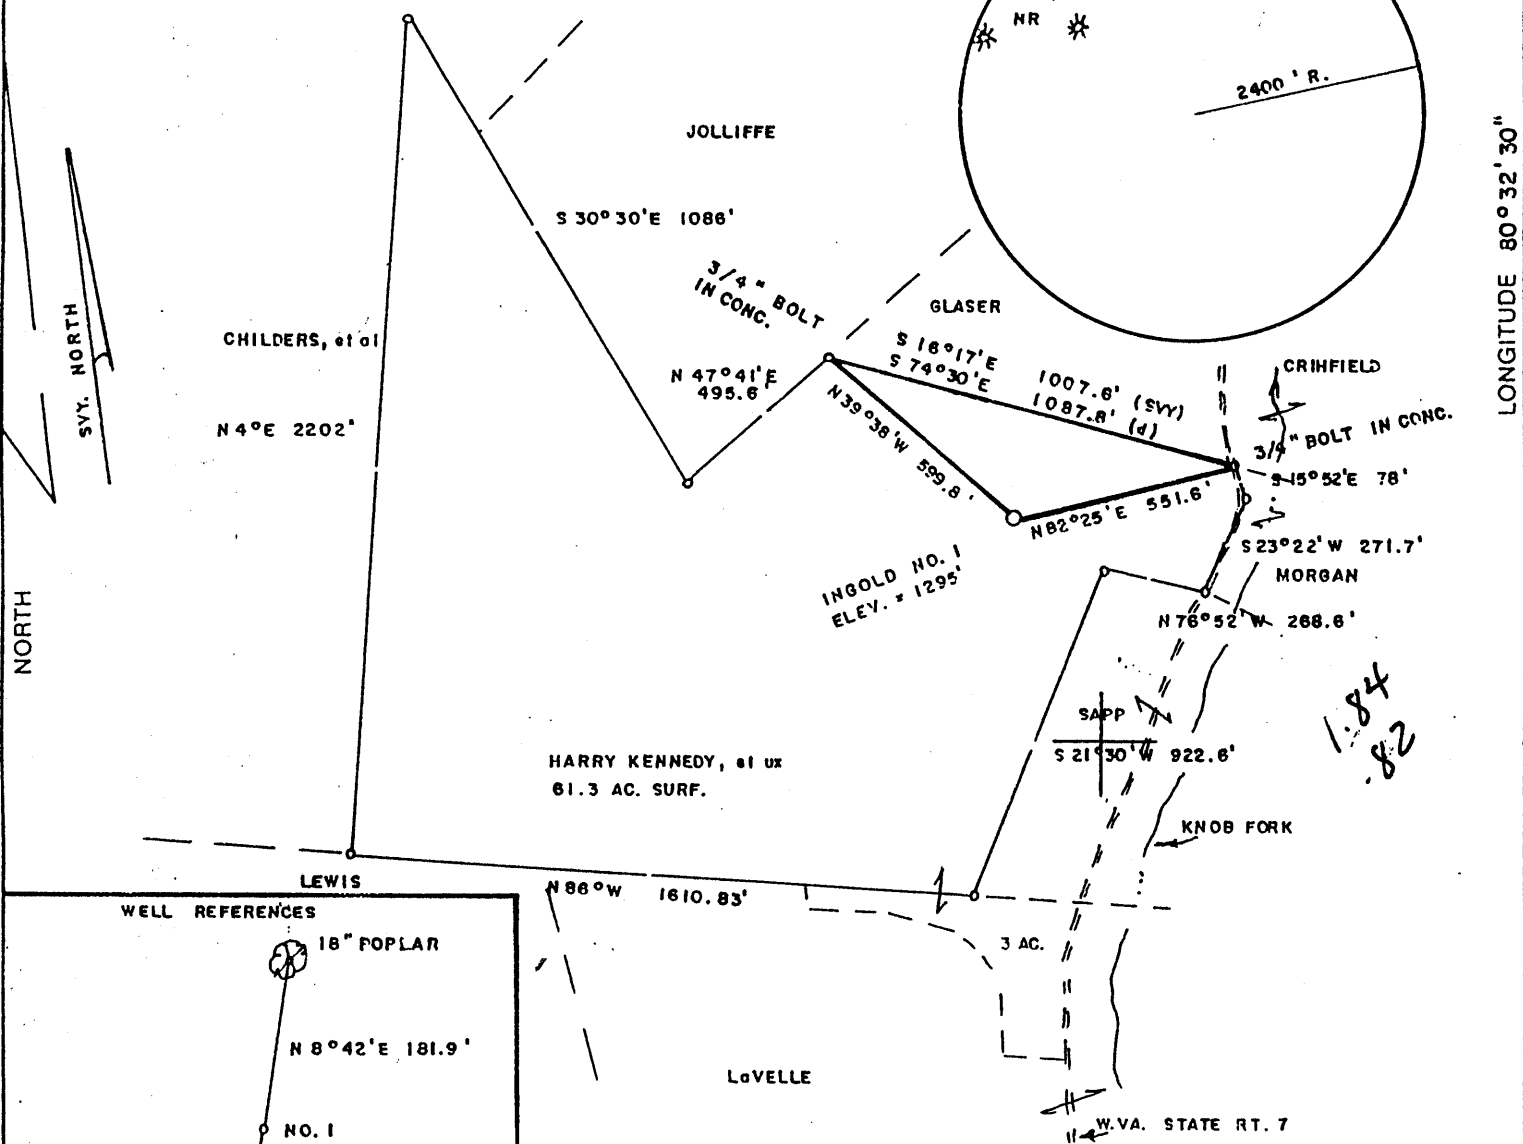 NR
2400 ' R.
JOLLIFFE
LONGITUDE 80°32'30"
S 30°30'E 1086'
3/4 " BOLT
IN CONC.
GLASER
SVY. NORTH
CHILDERS, et al
S 16°17'E 1007.6' (SVY)
S 74°30'E 1087.8' (d)
CRIHFIELD
N 47°41'E
495.6'
N 39°38'W 599.8'
N 4°E 2202'
3/4" BOLT IN CONC.
S 15°52'E 78'
N82°25'E 551.6'
S 23°22'W 271.7'
INGOLD NO. 1
ELEV. = 1295'
MORGAN
NORTH
N 76°52'W 268.6'
SAPP
S 21°30'W 922.6'
1.84
.82
HARRY KENNEDY, et ux
61.3 AC. SURF.
KNOB FORK
LEWIS
N 86°W 1610.83'
WELL REFERENCES
18" POPLAR
3 AC.
N 8°42'E 181.9'
LaVELLE
NO. 1
W.VA. STATE RT. 7